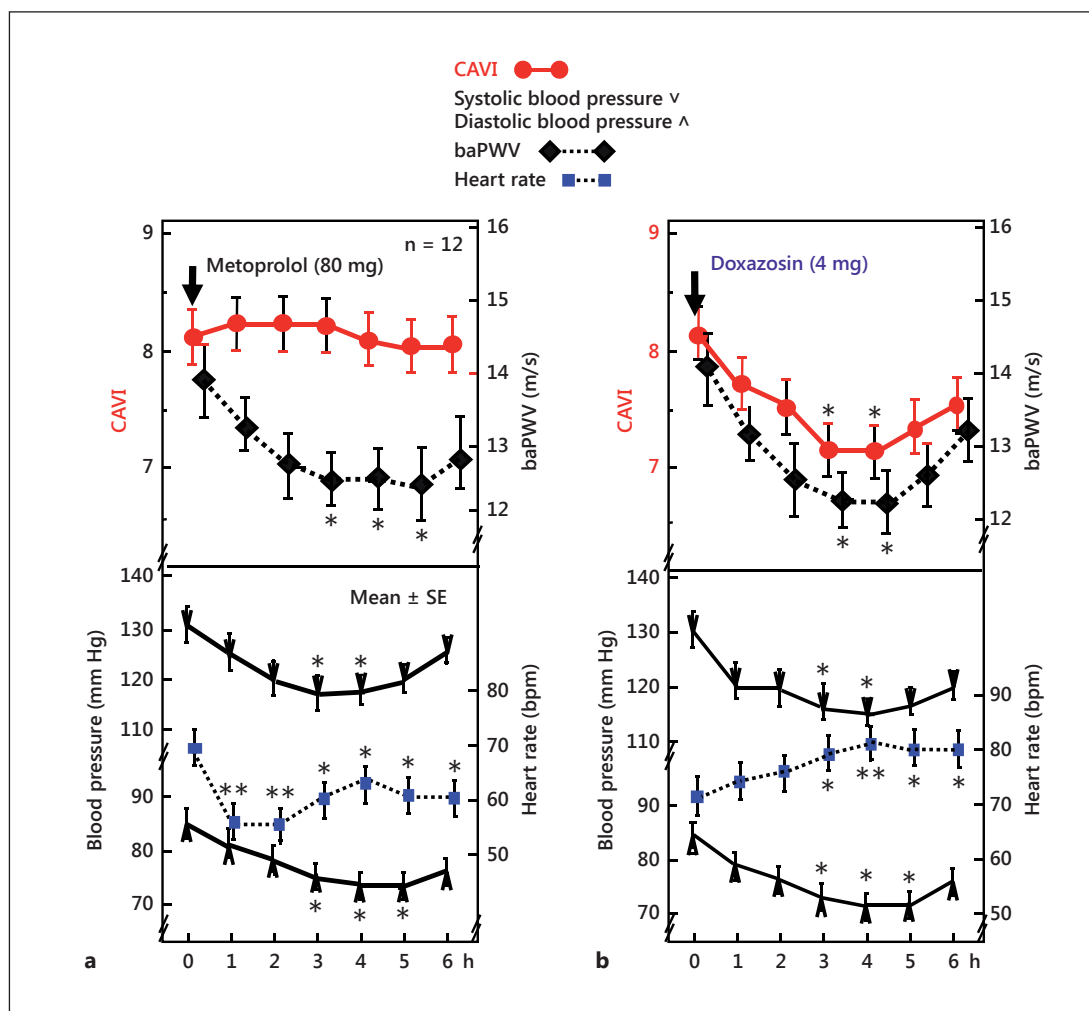 CAVI
Systolic blood pressure ∨
Diastolic blood pressure ∧
baPWV
Heart rate
9
8
7
CAVI
n = 12
Metoprolol (80 mg)
16
15
14
13
12
baPWV (m/s)
* * *
140
130
120
110
90
80
70
Blood pressure (mm Hg)
Mean ± SE
* *
** ** * * * *
* * *
80
70
60
50
Heart rate (bpm)
a
0 1 2 3 4 5 6 h
9
8
7
CAVI
Doxazosin (4 mg)
16
15
14
13
12
baPWV (m/s)
* *
* *
140
130
120
110
90
80
70
Blood pressure (mm Hg)
* *
* ** * *
* * *
90
80
70
60
50
Heart rate (bpm)
b
0 1 2 3 4 5 6 h